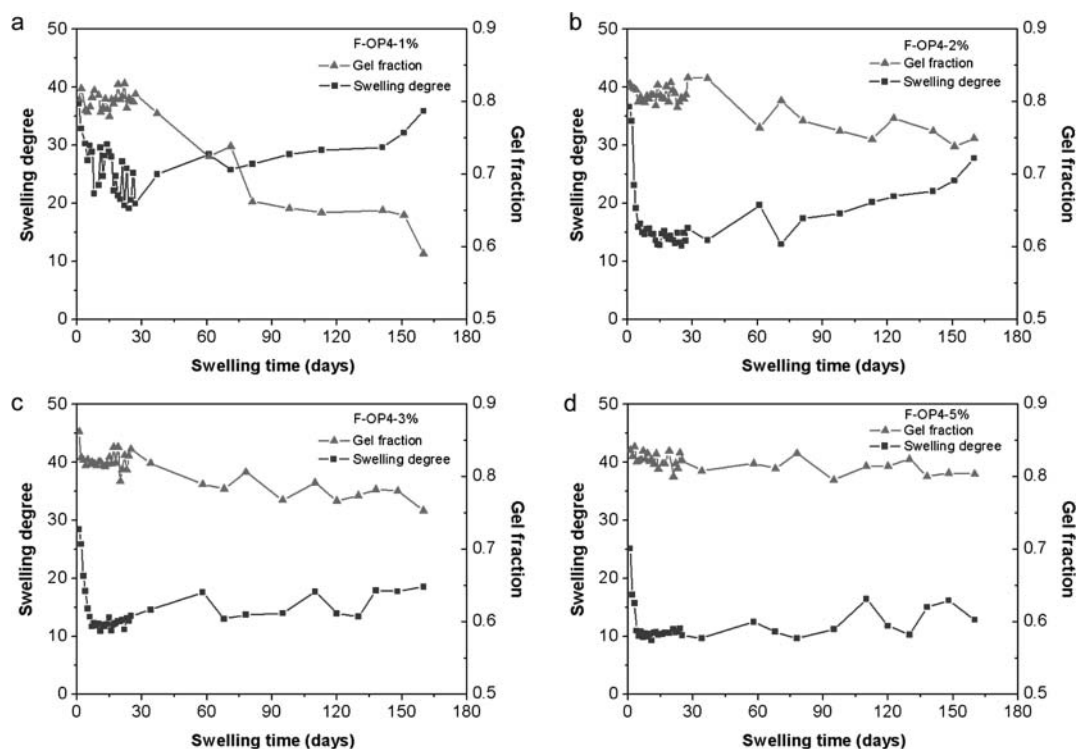 a
F-OP4-1%
Gel fraction
Swelling degree
50
40
30
20
10
0
0.9
0.8
0.7
0.6
0.5
0 30 60 90 120 150 180
Swelling degree
Gel fraction
Swelling time (days)
b
F-OP4-2%
Gel fraction
Swelling degree
50
40
30
20
10
0
0.9
0.8
0.7
0.6
0.5
0 30 60 90 120 150 180
Swelling degree
Gel fraction
Swelling time (days)
c
F-OP4-3%
Gel fraction
Swelling degree
50
40
30
20
10
0
0.9
0.8
0.7
0.6
0.5
0 30 60 90 120 150 180
Swelling degree
Gel fraction
Swelling time (days)
d
F-OP4-5%
Gel fraction
Swelling degree
50
40
30
20
10
0
0.9
0.8
0.7
0.6
0.5
0 30 60 90 120 150 180
Swelling degree
Gel fraction
Swelling time (days)